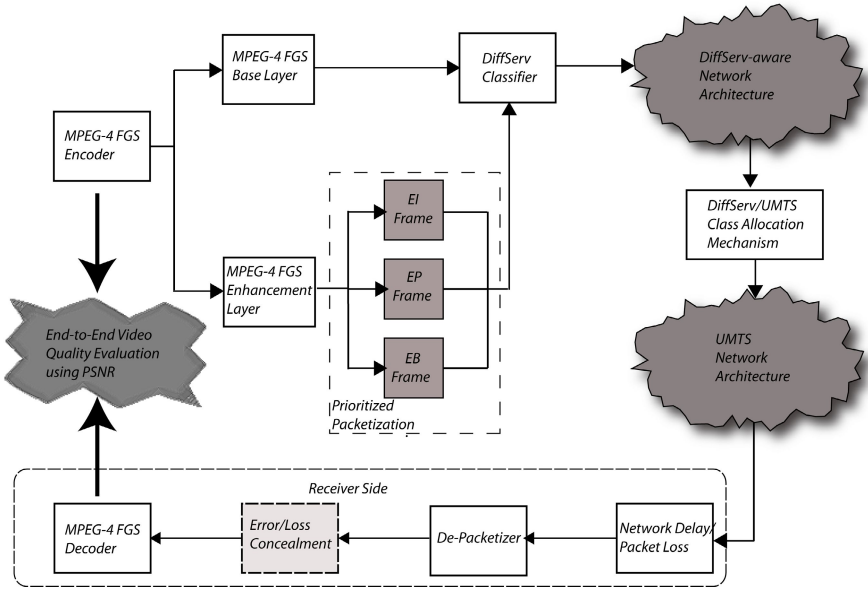 MPEG-4 FGS
Base Layer
DiffServ
Classifier
DiffServ-aware
Network
Architecture
MPEG-4 FGS
Encoder
EI
Frame
DiffServ/UMTS
Class Allocation
Mechanism
MPEG-4 FGS
Enhancement
Layer
EP
Frame
End-to-End Video
Quality Evaluation
using PSNR
UMTS
Network
Architecture
EB
Frame
Prioritized
Packetization
Receiver Side
MPEG-4 FGS
Decoder
Error/Loss
Concealment
De-Packetizer
Network Delay/
Packet Loss